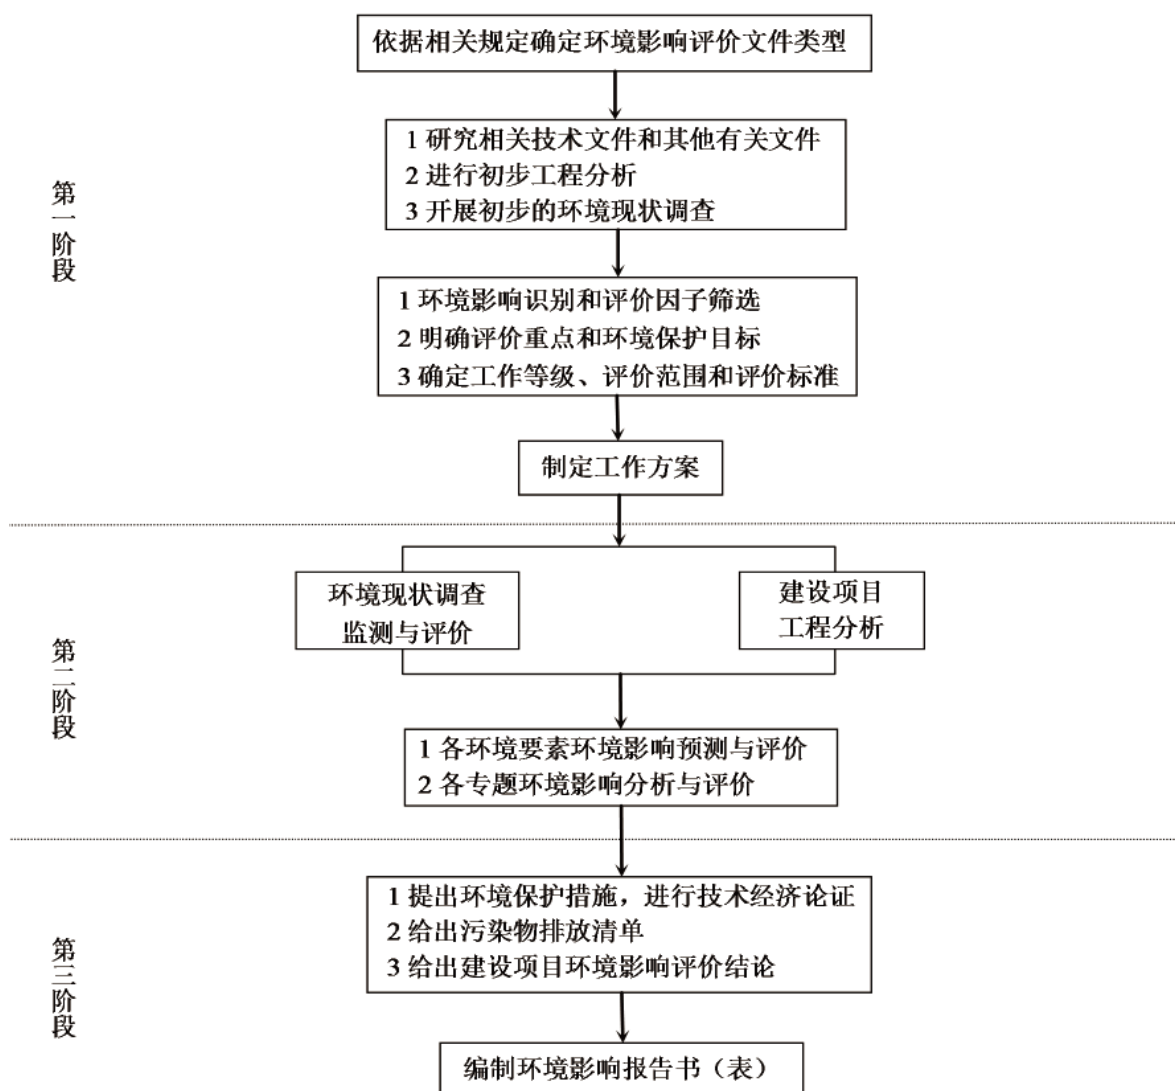 依据相关规定确定环境影响评价文件类型
第一阶段
1 研究相关技术文件和其他有关文件
2 进行初步工程分析
3 开展初步的环境现状调查
1 环境影响识别和评价因子筛选
2 明确评价重点和环境保护目标
3 确定工作等级、评价范围和评价标准
制定工作方案
第二阶段
环境现状调查
监测与评价
建设项目
工程分析
1 各环境要素环境影响预测与评价
2 各专题环境影响分析与评价
第三阶段
1 提出环境保护措施，进行技术经济论证
2 给出污染物排放清单
3 给出建设项目环境影响评价结论
编制环境影响报告书（表）